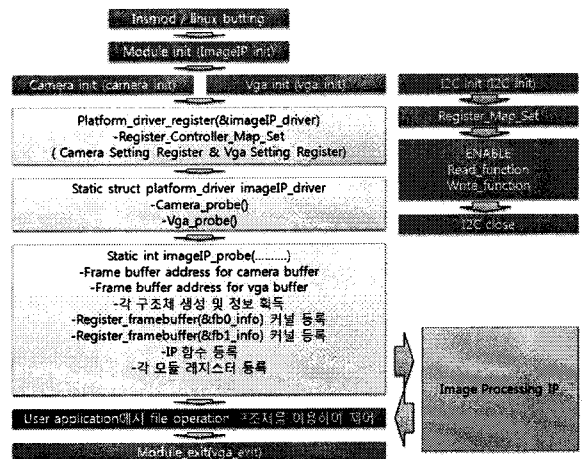 Insmod / linux butting
Module init (ImageIP init)
Camera init (camera init)
Vga init (vga init)
Platform_driver_register(&imageIP_driver)
-Register_Controller_Map_Set
( Camera Setting Register & Vga Setting Register)
Static struct platform_driver imageIP_driver
-Camera_probe()
-Vga_probe()
Static int imageIP_probe(.........)
-Frame buffer address for camera buffer
-Frame buffer address for vga buffer
-각 구조체 생성 및 정보 획득
-Register_framebuffer(&fb0_info) 커널 등록
-Register_framebuffer(&fb1_info) 커널 등록
-IP 함수 등록
-각 모듈 레지스터 등록
User application에서 file operation 구조체를 이용하여 제어
Module_exit(vga_exit)
I2C init (I2C init)
Register_Map_Set
ENABLE
Read_function
Write_function
I2C close
Image Processing IP